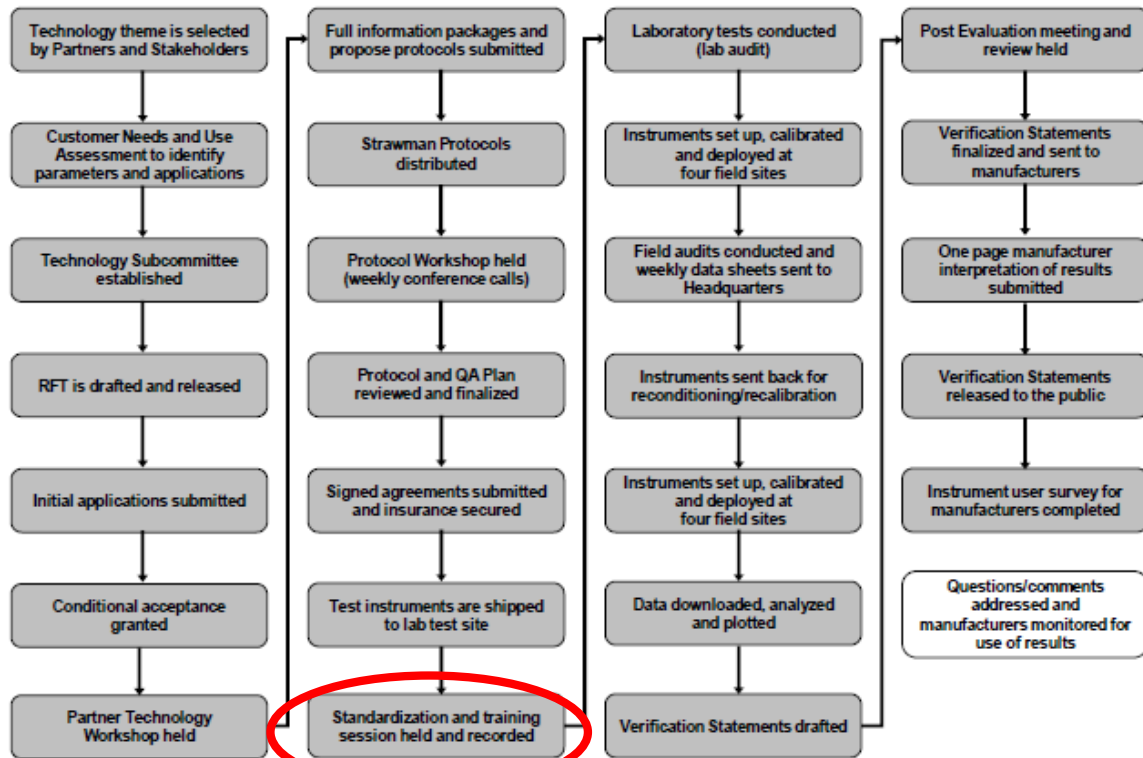 Technology theme is selected
by Partners and Stakeholders
Customer Needs and Use
Assessment to identify
parameters and applications
Technology Subcommittee
established
RFT is drafted and released
Initial applications submitted
Conditional acceptance
granted
Partner Technology
Workshop held
Full information packages and
propose protocols submitted
Strawman Protocols
distributed
Protocol Workshop held
(weekly conference calls)
Protocol and QA Plan
reviewed and finalized
Signed agreements submitted
and insurance secured
Test instruments are shipped
to lab test site
Standardization and training
session held and recorded
Laboratory tests conducted
(lab audit)
Instruments set up, calibrated
and deployed at
four field sites
Field audits conducted and
weekly data sheets sent to
Headquarters
Instruments sent back for
reconditioning/recalibration
Instruments set up, calibrated
and deployed at
four field sites
Data downloaded, analyzed
and plotted
Verification Statements drafted
Post Evaluation meeting and
review held
Verification Statements
finalized and sent to
manufacturers
One page manufacturer
interpretation of results
submitted
Verification Statements
released to the public
Instrument user survey for
manufacturers completed
Questions/comments
addressed and
manufacturers monitored for
use of results